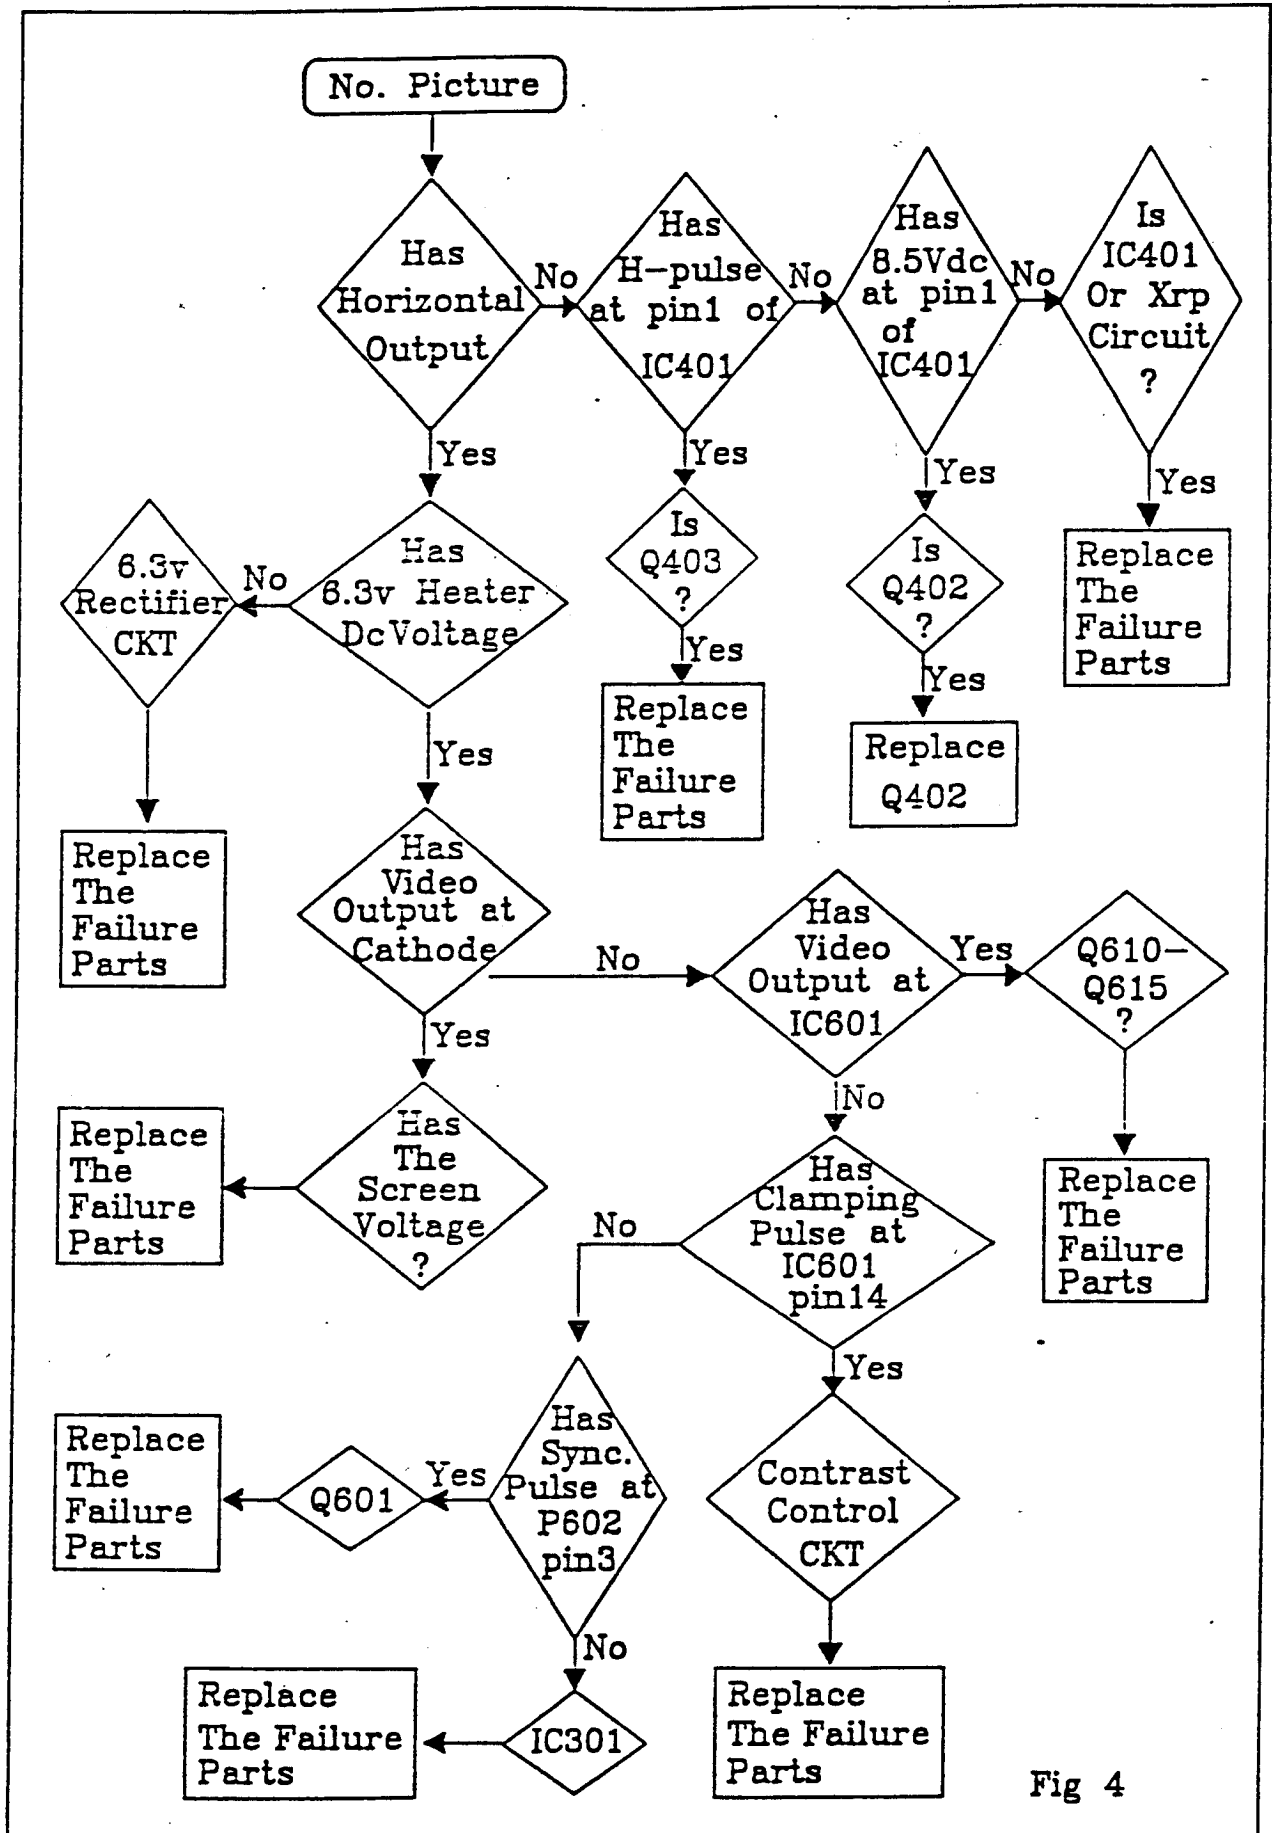 No. Picture
Has
Horizontal
Output
No
Has
H-pulse
at pin1 of
IC401
No
Has
8.5Vdc
at pin1
of
IC401
No
Is
IC401
Or Xrp
Circuit
?
Yes
Yes
Yes
Yes
6.3v
Rectifier
CKT
No
Has
6.3v Heater
Dc Voltage
Is
Q403
?
Is
Q402
?
Replace
The
Failure
Parts
Yes
Yes
Yes
Replace
The
Failure
Parts
Replace
Q402
Replace
The
Failure
Parts
Has
Video
Output at
Cathode
No
Has
Video
Output at
IC601
Yes
Q610-
Q615
?
Yes
No
Replace
The
Failure
Parts
Has
The
Screen
Voltage
?
No
Has
Clamping
Pulse at
IC601
pin14
Replace
The
Failure
Parts
Yes
Replace
The
Failure
Parts
Q601
Yes
Has
Sync.
Pulse at
P602
pin3
Contrast
Control
CKT
No
Replace
The Failure
Parts
IC301
Replace
The Failure
Parts
Fig 4